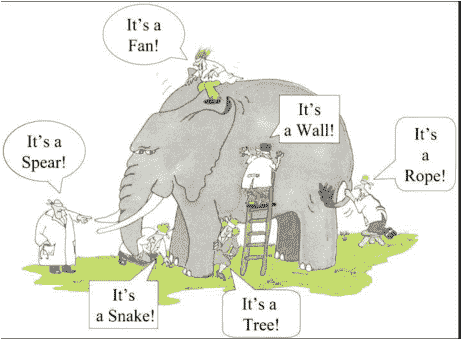 It's a
Fan!
It's
a Wall!
It's a
Spear!
It's
a
Rope!
It's
a Snake!
It's a
Tree!